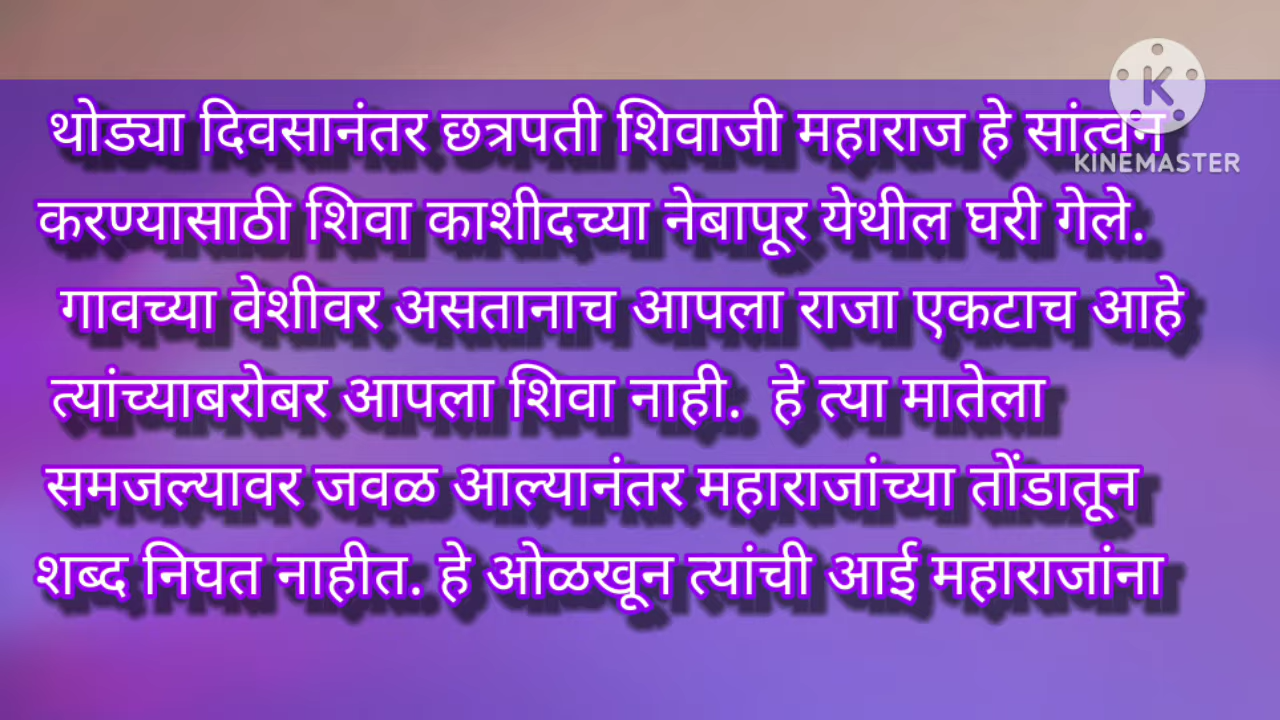 थोड्या दिवसानंतर छत्रपती शिवाजी महाराज हे सांत्वन
KINEMASTER
करण्यासाठी शिवा काशीदच्या नेबापूर येथील घरी गेले.
गावच्या वेशीवर असतानाच आपला राजा एकटाच आहे
त्यांच्याबरोबर आपला शिवा नाही. हे त्या मातेला
समजल्यावर जवळ आल्यानंतर महाराजांच्या तोंडातून
शब्द निघत नाहीत. हे ओळखून त्यांची आई महाराजांना